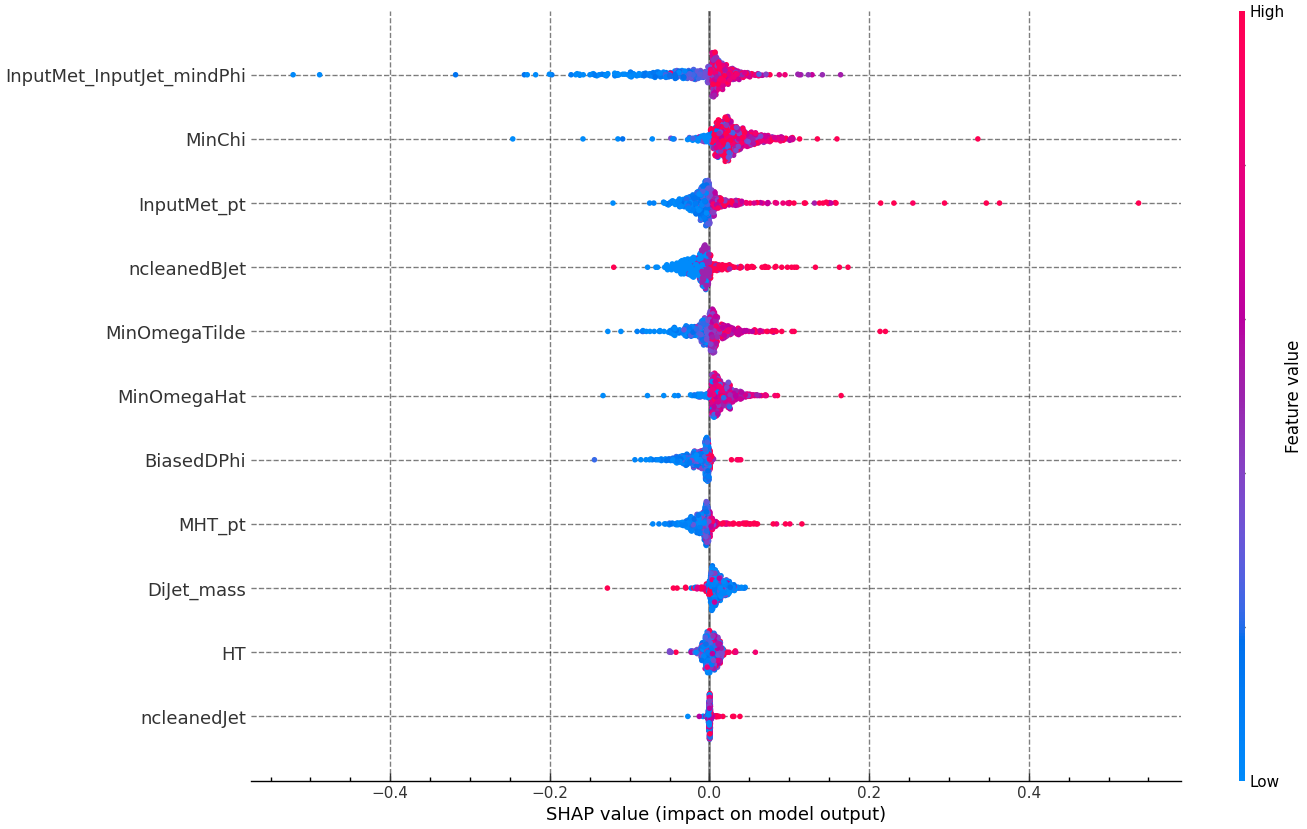 High
InputMet_InputJet_mindPhi
MinChi
InputMet_pt
ncleanedBJet
MinOmegaTilde
MinOmegaHat
BiasedDPhi
MHT_pt
DiJet_mass
HT
ncleanedJet
Feature value
Low
−0.4 −0.2 0.0 0.2 0.4
SHAP value (impact on model output)